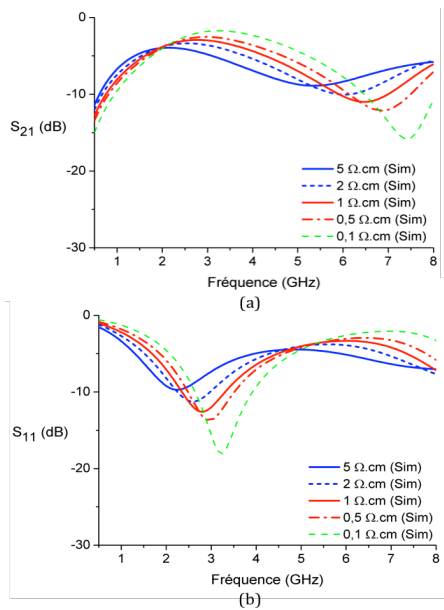 0
-10
-20
-30
S21 (dB)
5 Ω.cm (Sim)
2 Ω.cm (Sim)
1 Ω.cm (Sim)
0,5 Ω.cm (Sim)
0,1 Ω.cm (Sim)
1 2 3 4 5 6 7 8
Fréquence (GHz)
(a)
0
-10
-20
-30
S11 (dB)
5 Ω.cm (Sim)
2 Ω.cm (Sim)
1 Ω.cm (Sim)
0,5 Ω.cm (Sim)
0,1 Ω.cm (Sim)
1 2 3 4 5 6 7 8
Fréquence (GHz)
(b)